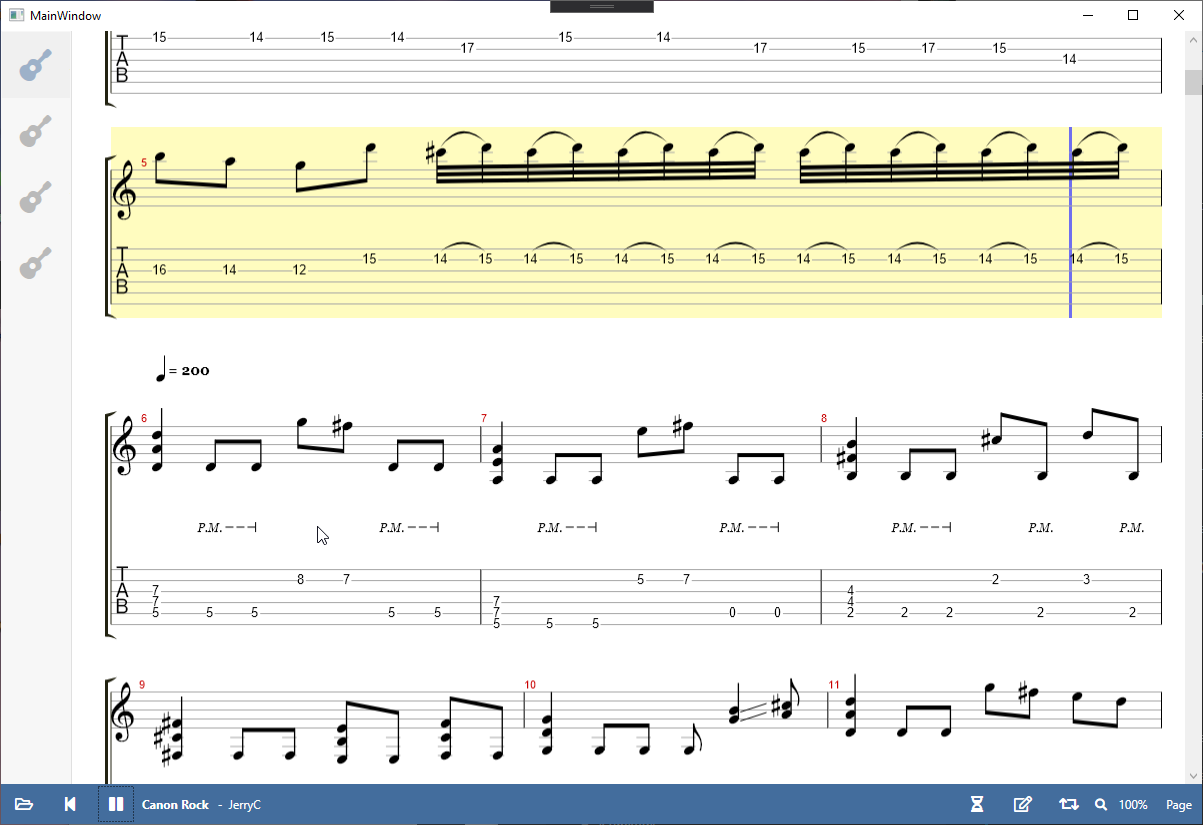 MainWindow
15 14 15 14 17 15 14 17 15 17 15 14
T
A
B
5
16 14 12 15 14 15 14 15 14 15 14 15 14 15 14 15 14 15 14 15
T
A
B
= 200
6 7 8
P.M. P.M. P.M. P.M. P.M. P.M. P.M.
T
A
B
8 7 5 7 2 3
7 4
7 7 4
5 5 5 5 5 7 0 0 2 2 2 2 2
5 5 5
9 10 11
Canon Rock - JerryC 100% Page